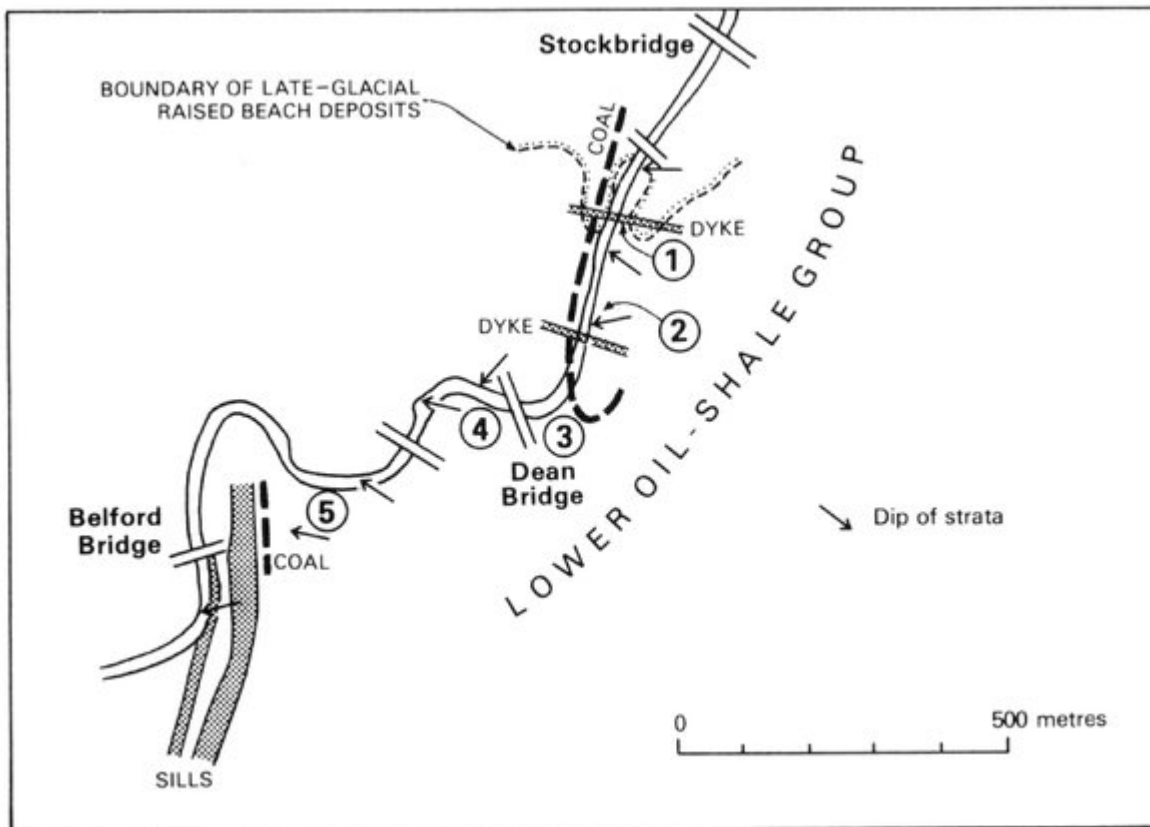 Stockbridge
BOUNDARY OF LATE-GLACIAL
RAISED BEACH DEPOSITS
COAL
DYKE
1
2
DYKE
LOWER OIL-SHALE GROUP
4
3
Dean
Bridge
5
Belford
Bridge
COAL
Dip of strata
0 500 metres
SILLS